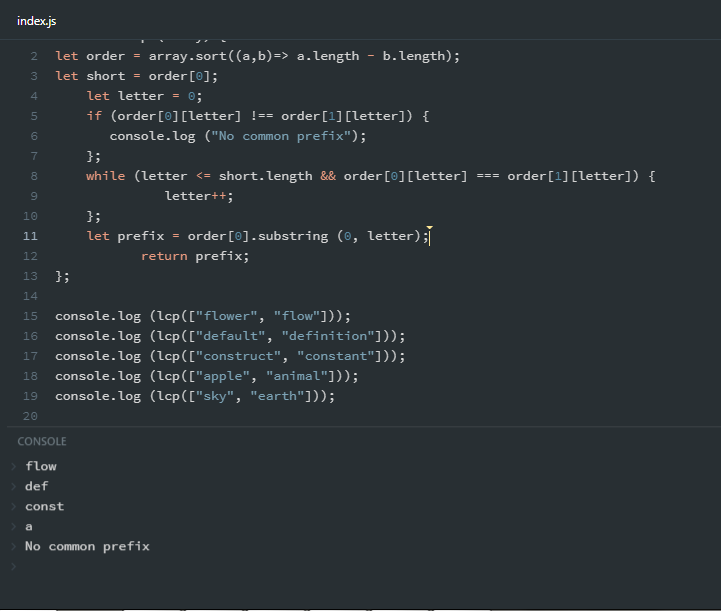 index.js
2 let order = array.sort((a,b)=> a.length - b.length);
3 let short = order[0];
4 let letter = 0;
5 if (order[0][letter] !== order[1][letter]) {
6 console.log ("No common prefix");
7 };
8 while (letter <= short.length && order[0][letter] === order[1][letter]) {
9 letter++;
10 };
11 let prefix = order[0].substring (0, letter);
12 return prefix;
13 };
14
15 console.log (lcp(["flower", "flow"]));
16 console.log (lcp(["default", "definition"]));
17 console.log (lcp(["construct", "constant"]));
18 console.log (lcp(["apple", "animal"]));
19 console.log (lcp(["sky", "earth"]));
20
CONSOLE
› flow
› def
› const
› a
› No common prefix
›